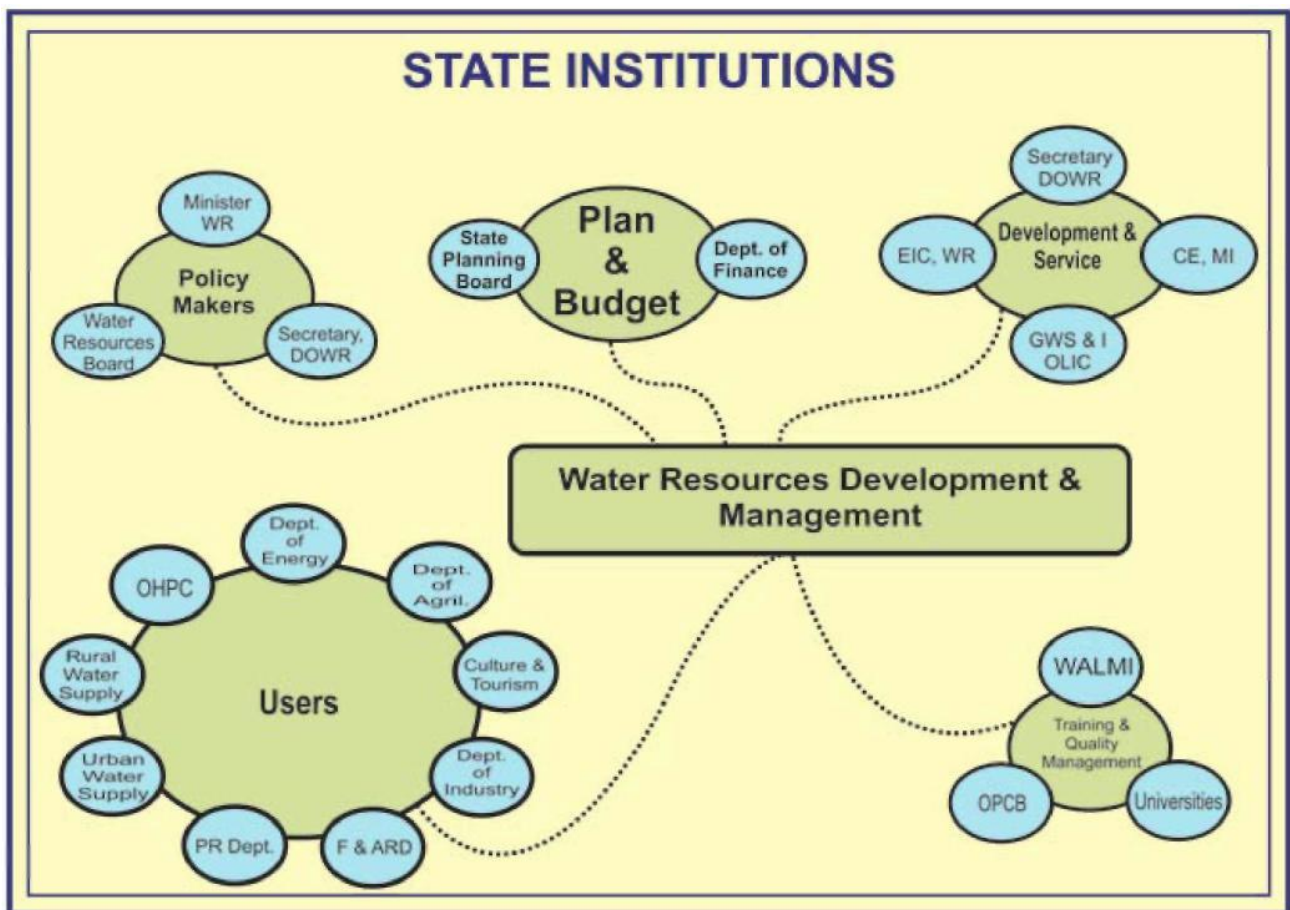 STATE INSTITUTIONS
Minister
WR
Policy
Makers
Water
Resources
Board
Secretary,
DOWR
State
Planning
Board
Plan
&
Budget
Dept. of
Finance
Secretary
DOWR
EIC, WR
Development &
Service
CE, MI
GWS & I
OLIC
Water Resources Development &
Management
Dept.
of
Energy
OHPC
Dept.
of
Agril.
Rural
Water
Supply
Users
Culture &
Tourism
Urban
Water
Supply
Dept.
of
Industry
PR Dept.
F & ARD
WALMI
Training &
Quality
Management
OPCB
Universities